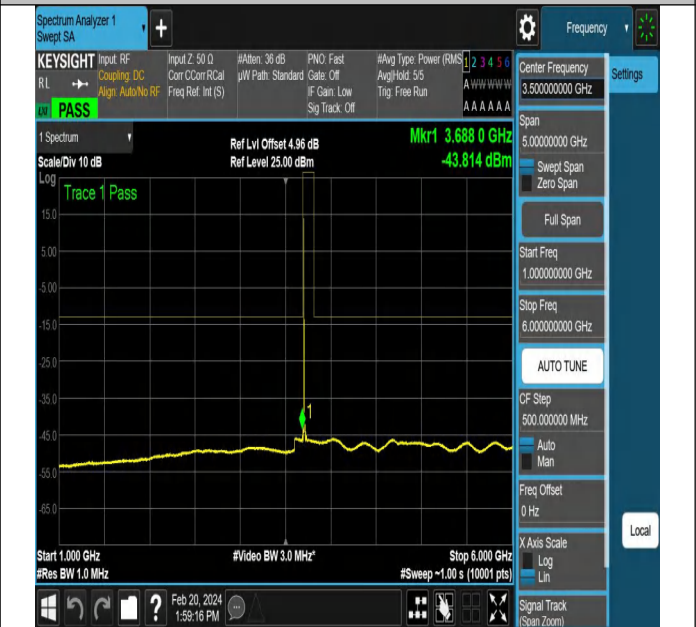 Spectrum Analyzer 1
Swept SA
Frequency
KEYSIGHT
RL
PASS
Input: RF
Coupling: DC
Align: Auto/No RF
Input Z: 50 Ω
Corr CCorr RCal
Freq Ref: Int (S)
#Atten: 36 dB
µW Path: Standard
PNO: Fast
Gate: Off
IF Gain: Low
Sig Track: Off
#Avg Type: Power (RMS
Avg|Hold: 5/5
Trig: Free Run
1 2 3 4 5 6
A W W W W W
A A A A A A
1 Spectrum
Scale/Div 10 dB
Ref Lvl Offset 4.96 dB
Ref Level 25.00 dBm
Mkr1 3.688 0 GHz
-43.814 dBm
Log
Trace 1 Pass
15.0
5.00
-5.00
-15.0
-25.0
-35.0
1
-45.0
-55.0
-65.0
Start 1.000 GHz
#Res BW 1.0 MHz
#Video BW 3.0 MHz*
Stop 6.000 GHz
#Sweep ~1.00 s (10001 pts)
Center Frequency
3.500000000 GHz
Settings
Span
5.00000000 GHz
Swept Span
Zero Span
Full Span
Start Freq
1.000000000 GHz
Stop Freq
6.000000000 GHz
AUTO TUNE
CF Step
500.000000 MHz
Auto
Man
Freq Offset
0 Hz
X Axis Scale
Log
Lin
Local
Signal Track
(Span Zoom)
?
Feb 20, 2024
1:59:16 PM